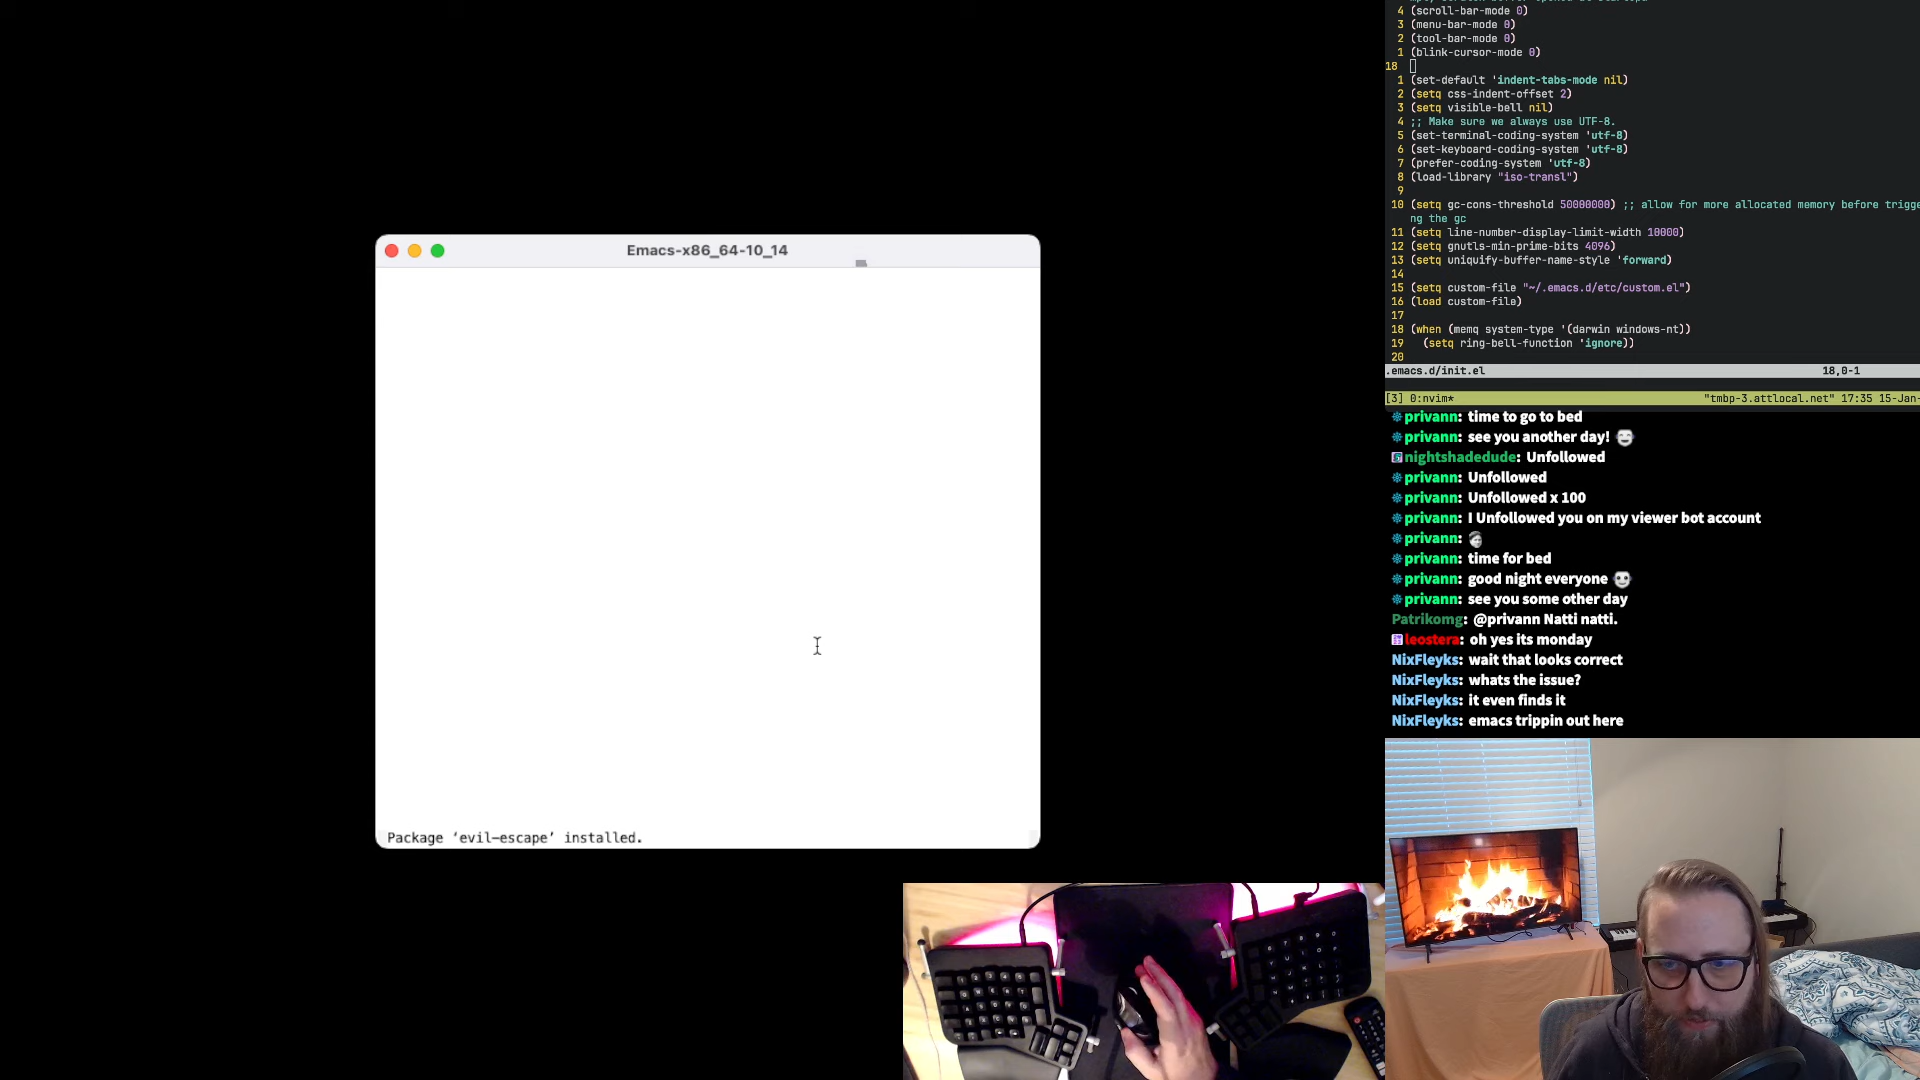 Emacs-x86_64-10_14
Package ‘evil-escape’ installed.
4 (scroll-bar-mode 0)
3 (menu-bar-mode 0)
2 (tool-bar-mode 0)
1 (blink-cursor-mode 0)
18
1 (set-default 'indent-tabs-mode nil)
2 (setq css-indent-offset 2)
3 (setq visible-bell nil)
4 ;; Make sure we always use UTF-8.
5 (set-terminal-coding-system 'utf-8)
6 (set-keyboard-coding-system 'utf-8)
7 (prefer-coding-system 'utf-8)
8 (load-library "iso-transl")
9
10 (setq gc-cons-threshold 50000000) ;; allow for more allocated memory before trigge
ng the gc
11 (setq line-number-display-limit-width 10000)
12 (setq gnutls-min-prime-bits 4096)
13 (setq uniquify-buffer-name-style 'forward)
14
15 (setq custom-file "~/.emacs.d/etc/custom.el")
16 (load custom-file)
17
18 (when (memq system-type '(darwin windows-nt))
19 (setq ring-bell-function 'ignore))
20
.emacs.d/init.el 18,0-1
[3] 0:nvim* "tmbp-3.attlocal.net" 17:35 15-Jan-
privann: time to go to bed
privann: see you another day!
nightshadedude: Unfollowed
privann: Unfollowed
privann: Unfollowed x 100
privann: I Unfollowed you on my viewer bot account
privann:
privann: time for bed
privann: good night everyone
privann: see you some other day
Patrikomg: @privann Natti natti.
leostera: oh yes its monday
NixFleyks: wait that looks correct
NixFleyks: whats the issue?
NixFleyks: it even finds it
NixFleyks: emacs trippin out here